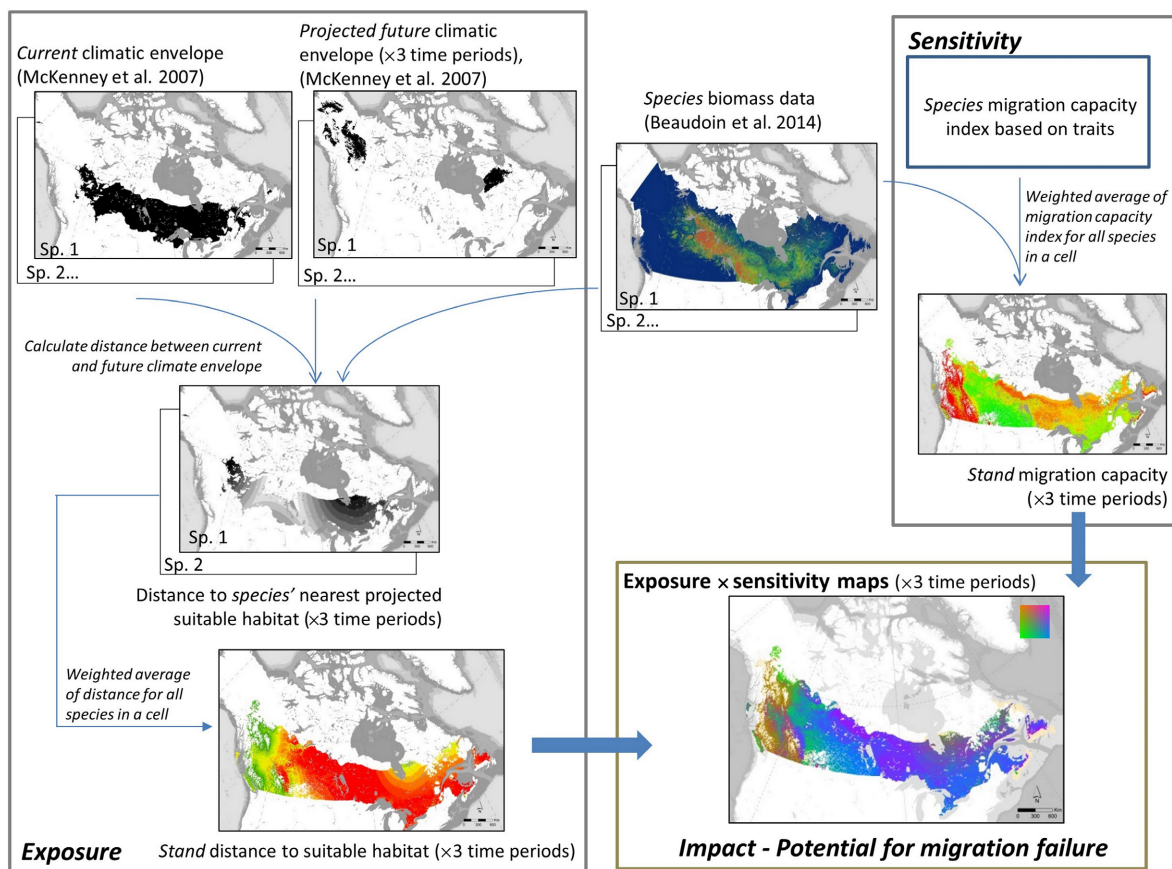 Current climatic envelope
(McKenney et al. 2007)
Sp. 1
Sp. 2...
Projected future climatic
envelope (×3 time periods),
(McKenney et al. 2007)
Sp. 1
Sp. 2...
Species biomass data
(Beaudoin et al. 2014)
Sp. 1
Sp. 2...
Sensitivity
Species migration capacity
index based on traits
Weighted average of
migration capacity
index for all species
in a cell
Stand migration capacity
(×3 time periods)
Calculate distance between current
and future climate envelope
Sp. 1
Sp. 2
Distance to species’ nearest projected
suitable habitat (×3 time periods)
Weighted average
of distance for all
species in a cell
Exposure
Stand distance to suitable habitat (×3 time periods)
Exposure × sensitivity maps (×3 time periods)
N
Km
0 300 600
Impact - Potential for migration failure